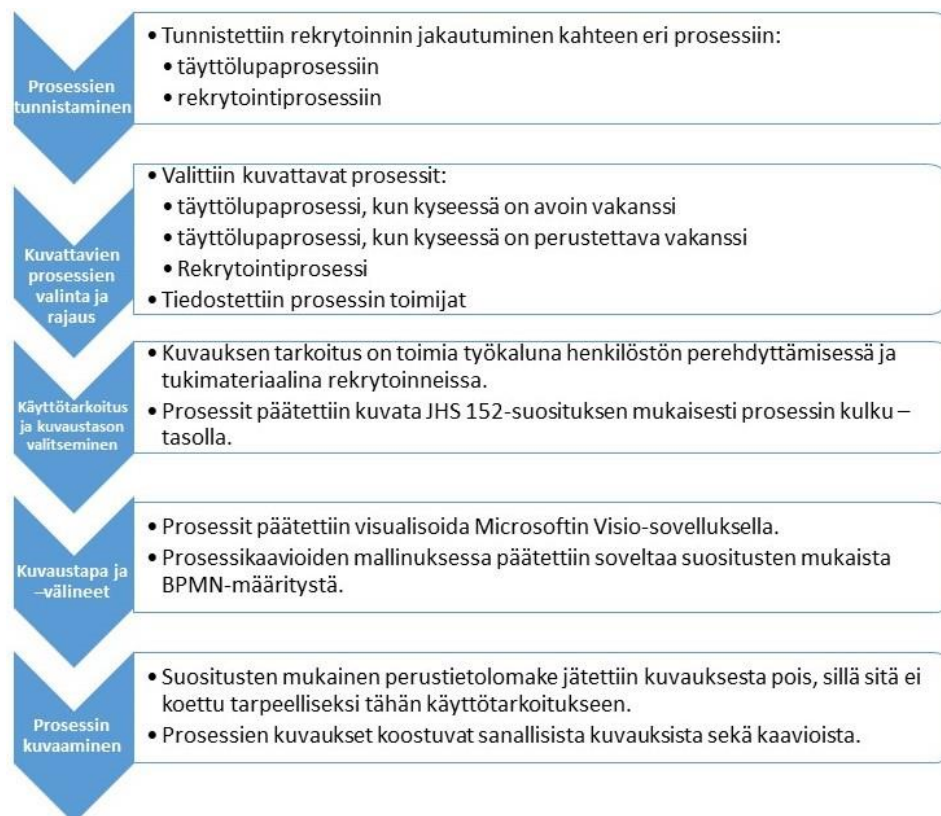 Prosessien
tunnistaminen
• Tunnistettiin rekrytoinnin jakautuminen kahteen eri prosessiin:
• täyttölupaprosessiin
• rekrytointiprosessiin
Kuvattavien
prosessien
valinta ja
rajaus
• Valittiin kuvattavat prosessit:
• täyttölupaprosessi, kun kyseessä on avoin vakanssi
• täyttölupaprosessi, kun kyseessä on perustettava vakanssi
• Rekrytointiprosessi
• Tiedostettiin prosessin toimijat
Käyttötarkoitus
ja kuvaustason
valitseminen
• Kuvauksen tarkoitus on toimia työkaluna henkilöstön perehdyttämisessä ja
tukimateriaalina rekrytoinneissa.
• Prosessit päätettiin kuvata JHS 152-suosituksen mukaisesti prosessin kulku –
tasolla.
Kuvaustapa ja
–välineet
• Prosessit päätettiin visualisoida Microsoftin Visio-sovelluksella.
• Prosessikaavioiden mallinuksessa päätettiin soveltaa suositusten mukaista
BPMN-määritystä.
Prosessin
kuvaaminen
• Suositusten mukainen perustietolomake jätettiin kuvauksesta pois, sillä sitä ei
koettu tarpeelliseksi tähän käyttötarkoitukseen.
• Prosessien kuvaukset koostuvat sanallisista kuvauksista sekä kaavioista.